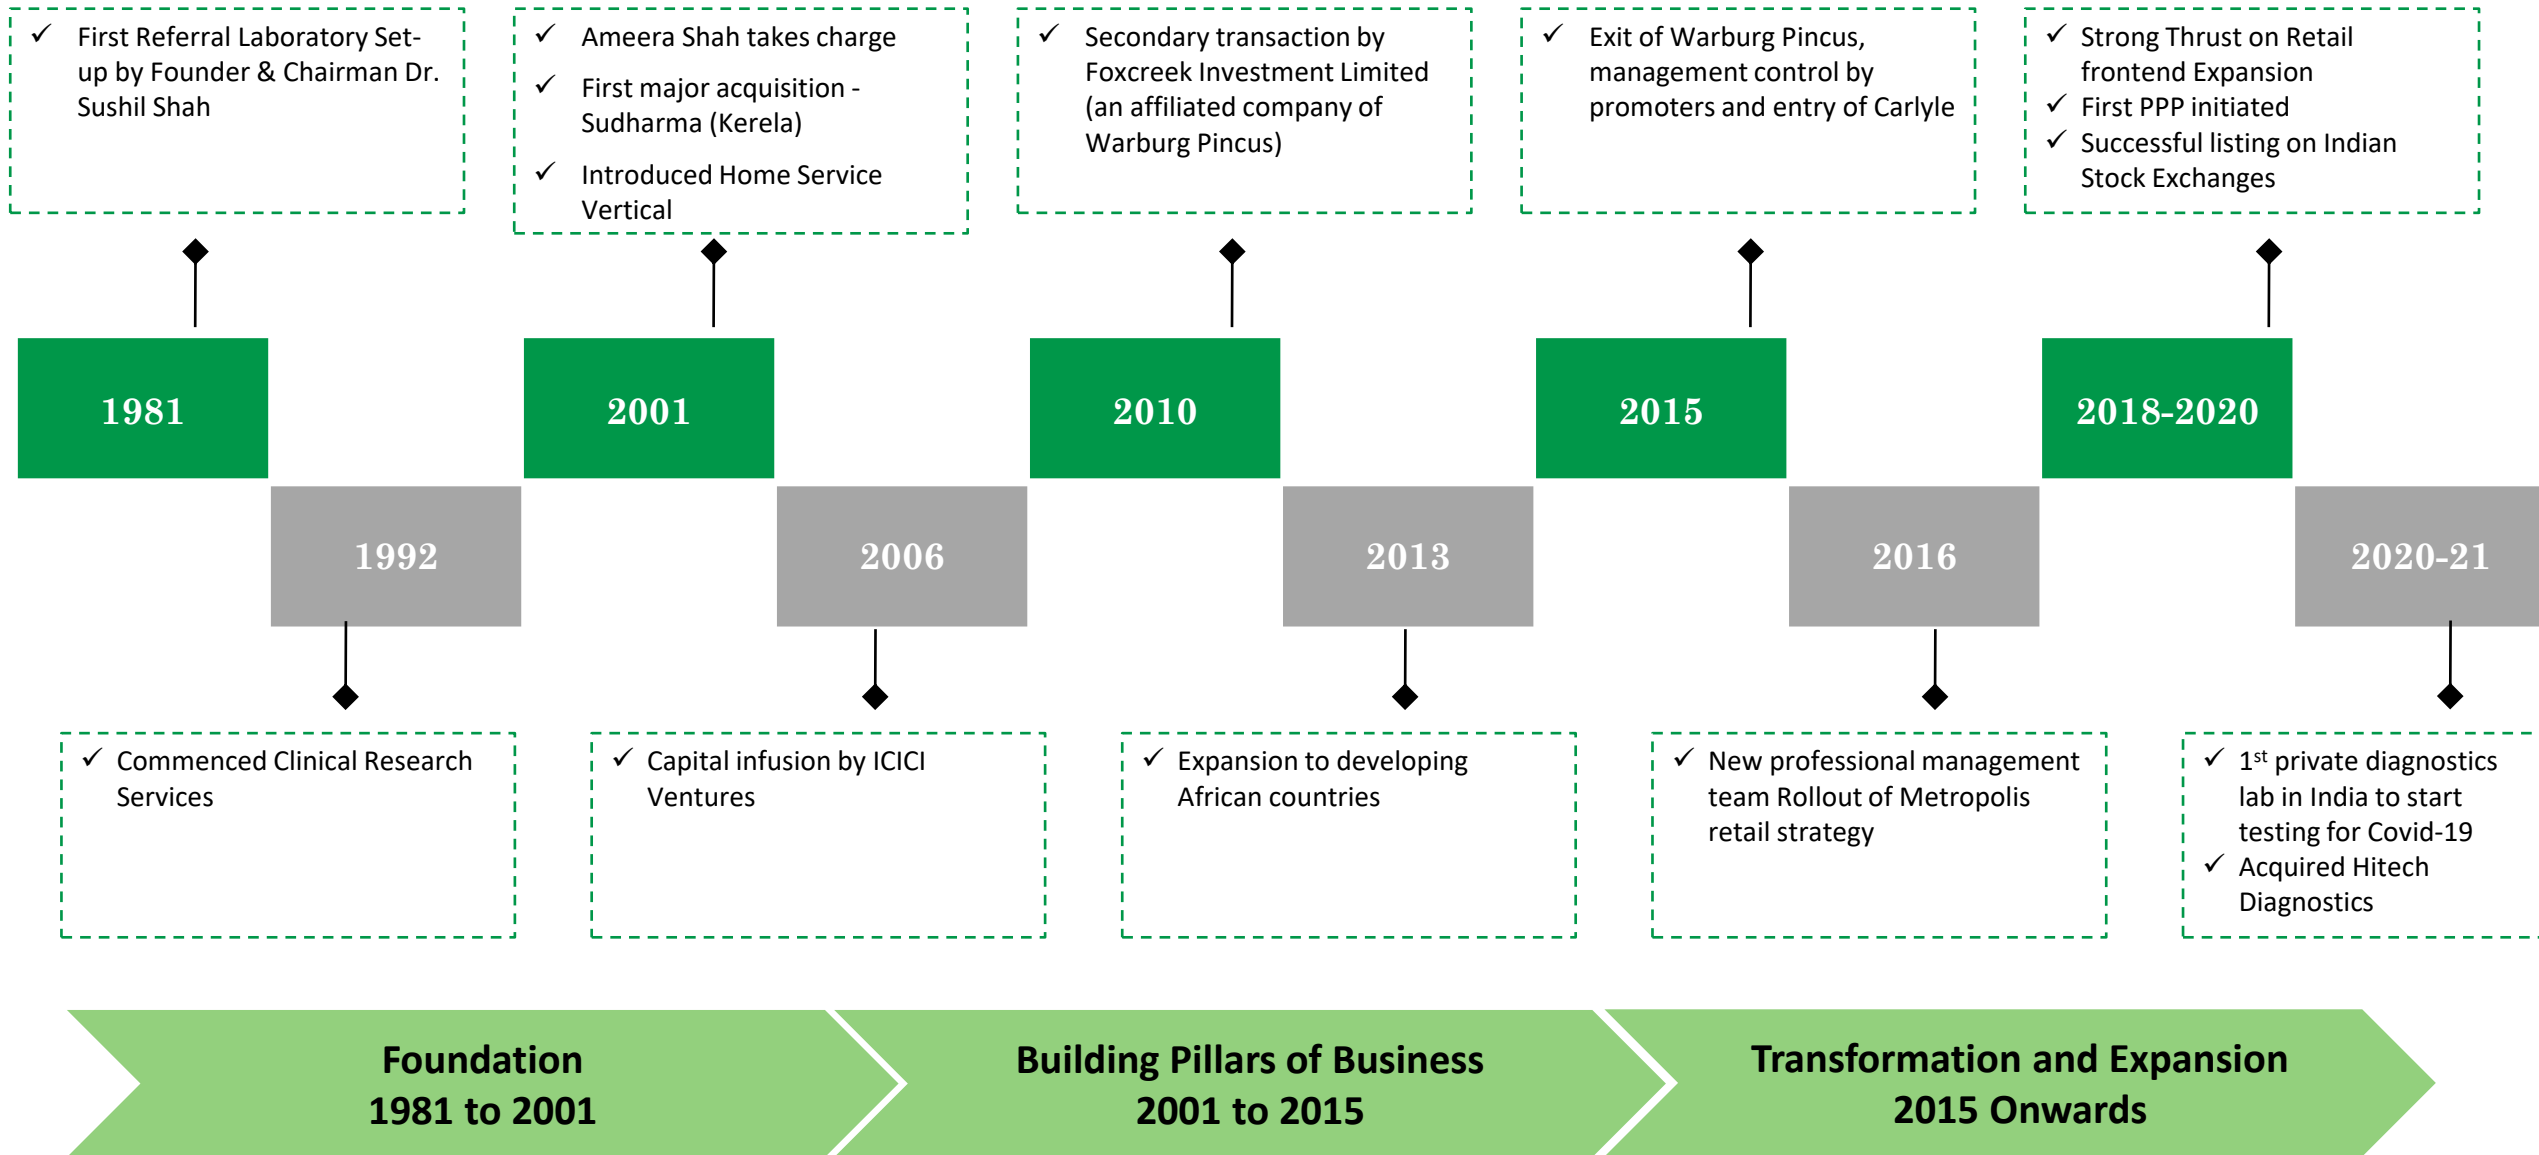 ✓ First Referral Laboratory Set-
up by Founder & Chairman Dr.
Sushil Shah
✓ Ameera Shah takes charge
✓ First major acquisition -
Sudharma (Kerela)
✓ Introduced Home Service
Vertical
✓ Secondary transaction by
Foxcreek Investment Limited
(an affiliated company of
Warburg Pincus)
✓ Exit of Warburg Pincus,
management control by
promoters and entry of Carlyle
✓ Strong Thrust on Retail
frontend Expansion
✓ First PPP initiated
✓ Successful listing on Indian
Stock Exchanges
1981
2001
2010
2015
2018-2020
1992
2006
2013
2016
2020-21
✓ Commenced Clinical Research
Services
✓ Capital infusion by ICICI
Ventures
✓ Expansion to developing
African countries
✓ New professional management
team Rollout of Metropolis
retail strategy
✓ 1st private diagnostics
lab in India to start
testing for Covid-19
✓ Acquired Hitech
Diagnostics
Foundation
1981 to 2001
Building Pillars of Business
2001 to 2015
Transformation and Expansion
2015 Onwards